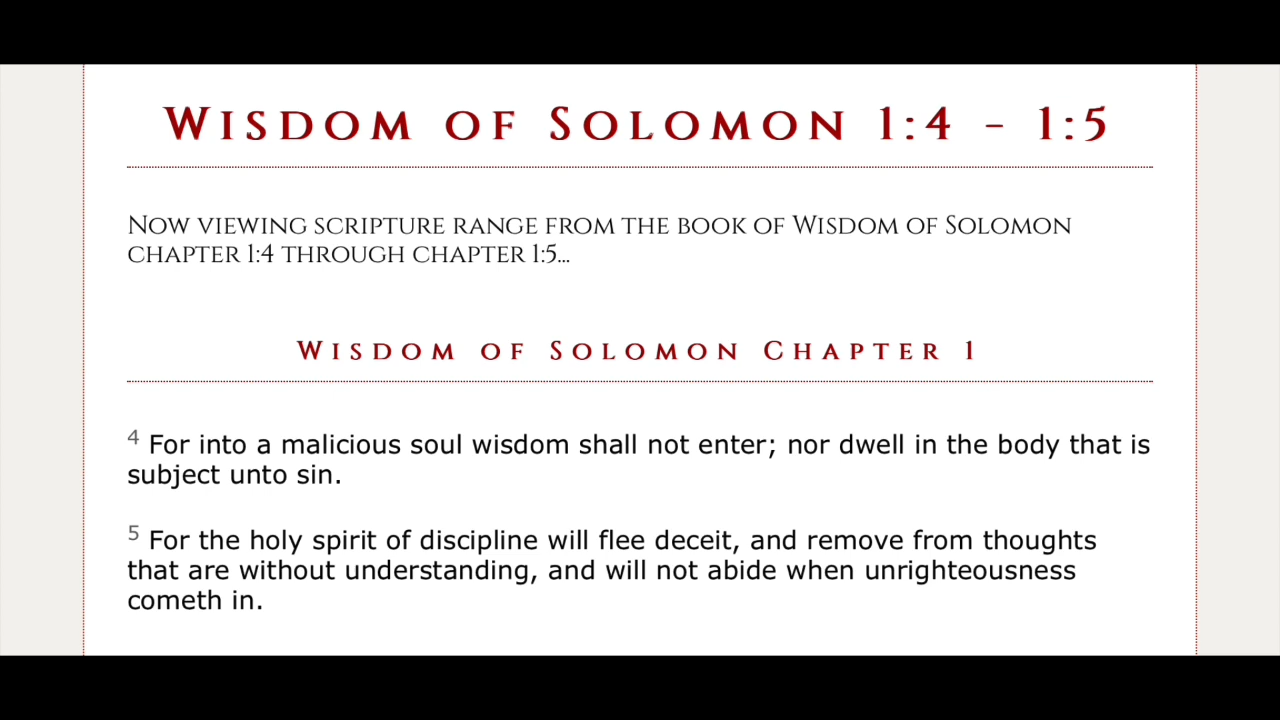 Wisdom of Solomon 1:4 - 1:5
Now viewing scripture range from the book of Wisdom of Solomon
chapter 1:4 through chapter 1:5...
Wisdom of Solomon Chapter 1
4 For into a malicious soul wisdom shall not enter; nor dwell in the body that is
subject unto sin.
5 For the holy spirit of discipline will flee deceit, and remove from thoughts
that are without understanding, and will not abide when unrighteousness
cometh in.